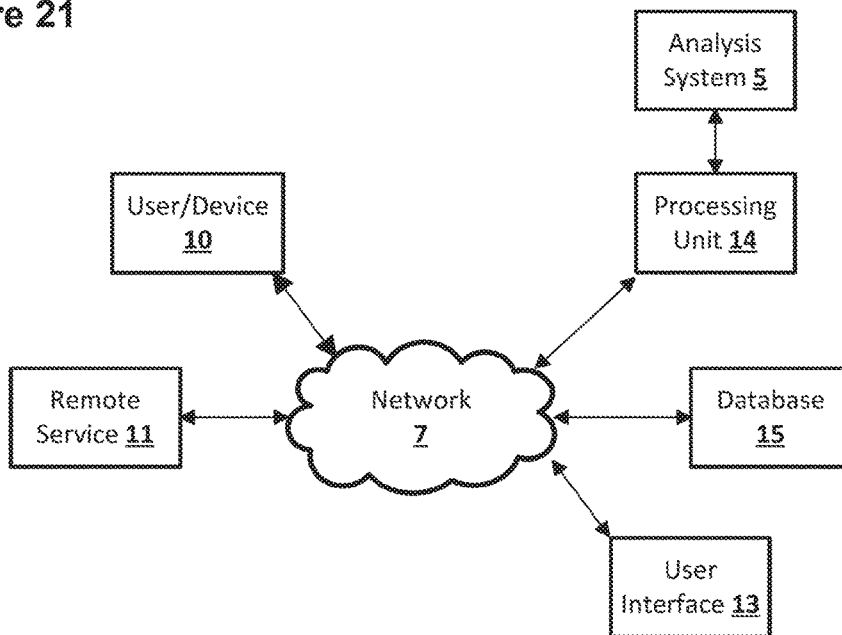 re 21
Analysis
System 5
User/Device
10
Processing
Unit 14
Remote
Service 11
Network
7
Database
15
User
Interface 13